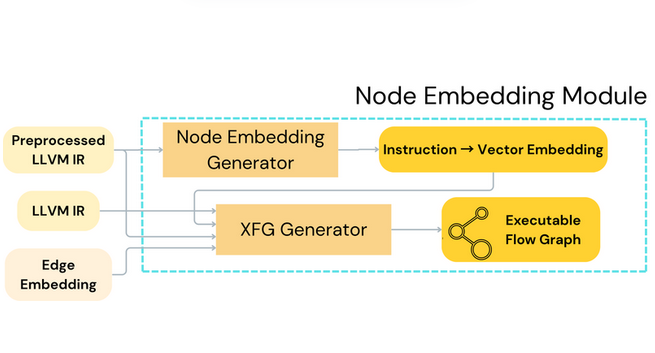 Node Embedding Module
Preprocessed
LLVM IR
Node Embedding
Generator
Instruction → Vector Embedding
LLVM IR
XFG Generator
Executable
Flow Graph
Edge
Embedding